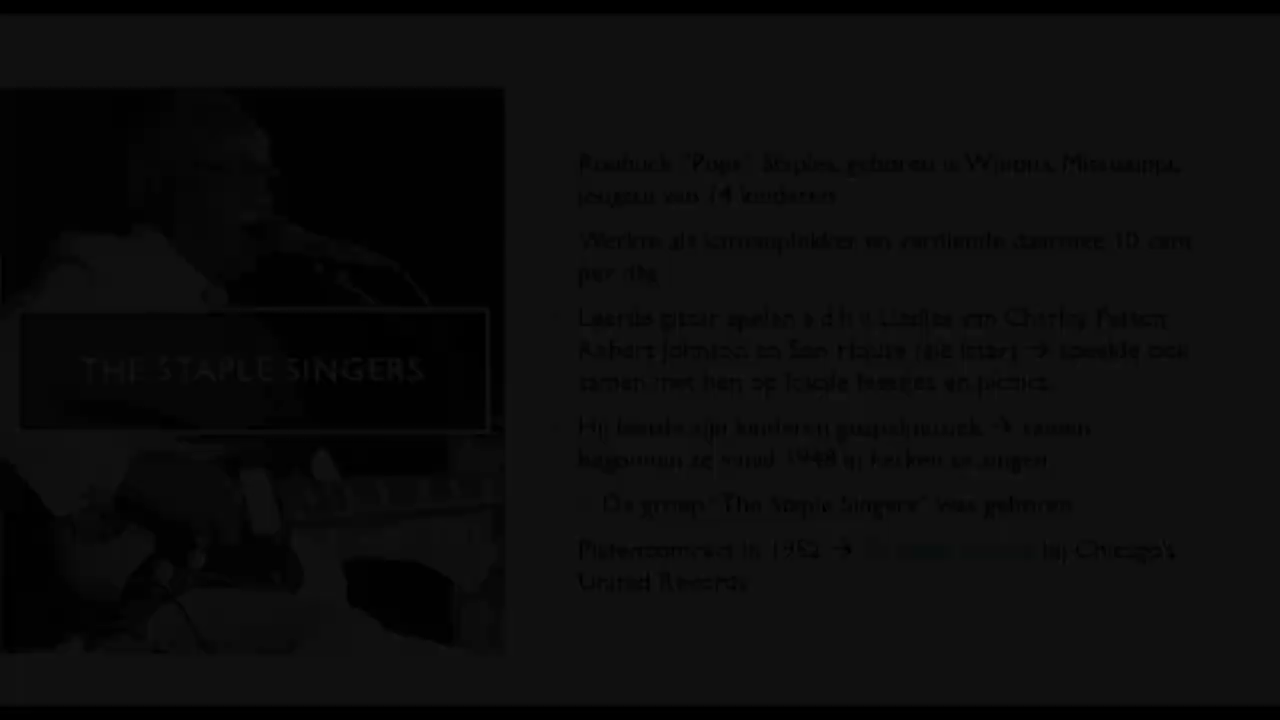 THE STAPLE SINGERS
Roebuck "Pops" Staples, geboren in Winona, Mississippi,
jongste van 14 kinderen
Werkte als katoenplukker en verdiende daarmee 10 cent
per dag
Leerde gitaar spelen a.d.h.v. liedjes van Charley Patton
Robert Johnson en Son House → speelde ook
samen met hen op lokale feestjes en picnics
Hij leerde zijn kinderen gospelmuziek → samen
begonnen ze rond 1948 in kerken te zingen
De groep "The Staple Singers" was geboren
Platencontract in 1952 → bij Chicago's
United Records